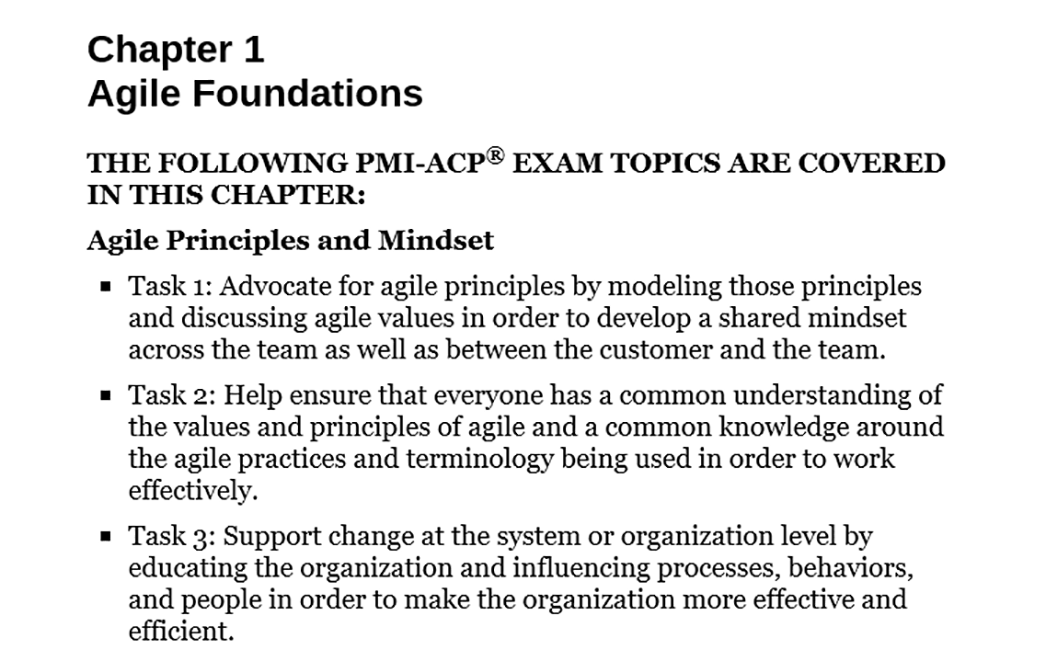 Chapter 1
Agile Foundations
THE FOLLOWING PMI-ACP® EXAM TOPICS ARE COVERED
IN THIS CHAPTER:
Agile Principles and Mindset
▪ Task 1: Advocate for agile principles by modeling those principles
and discussing agile values in order to develop a shared mindset
across the team as well as between the customer and the team.
▪ Task 2: Help ensure that everyone has a common understanding of
the values and principles of agile and a common knowledge around
the agile practices and terminology being used in order to work
effectively.
▪ Task 3: Support change at the system or organization level by
educating the organization and influencing processes, behaviors,
and people in order to make the organization more effective and
efficient.